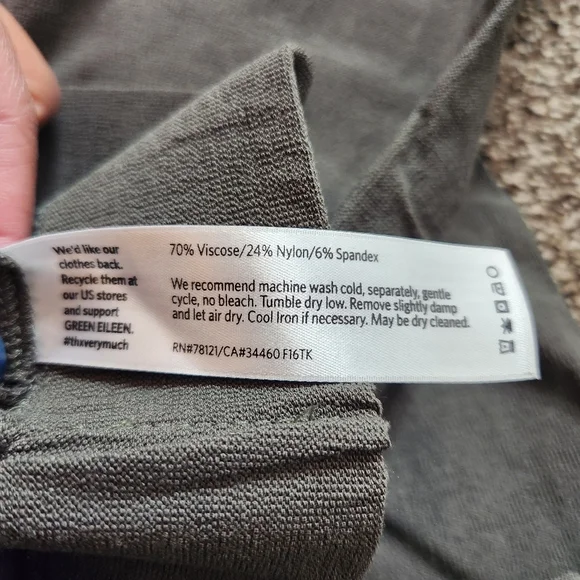 We'd like our
clothes back.
Recycle them at
our US stores
and support
GREEN EILEEN.
#thxverymuch
70% Viscose/24% Nylon/6% Spandex
We recommend machine wash cold, separately, gentle
cycle, no bleach. Tumble dry low. Remove slightly damp
and let air dry. Cool Iron if necessary. May be dry cleaned.
RN#78121/CA#34460 F16TK